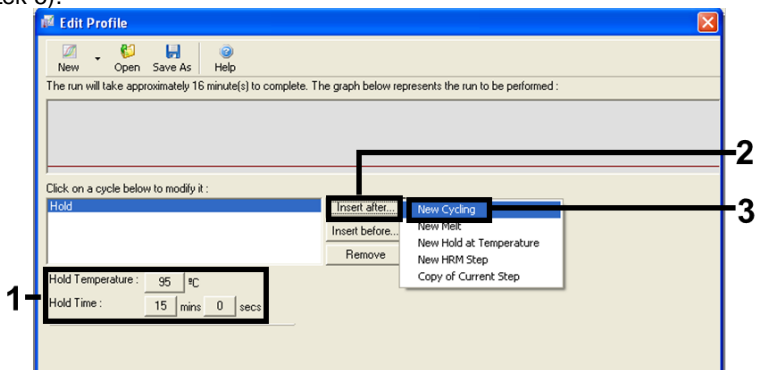 Edit Profile
New Open Save As Help
The run will take approximately 16 minute(s) to complete. The graph below represents the run to be performed :
2
Click on a cycle below to modify it :
Hold
Insert after...
New Cycling
3
Insert before...
New Melt
Remove
New Hold at Temperature
New HRM Step
Copy of Current Step
1
Hold Temperature : 95 ºC
Hold Time : 15 mins 0 secs